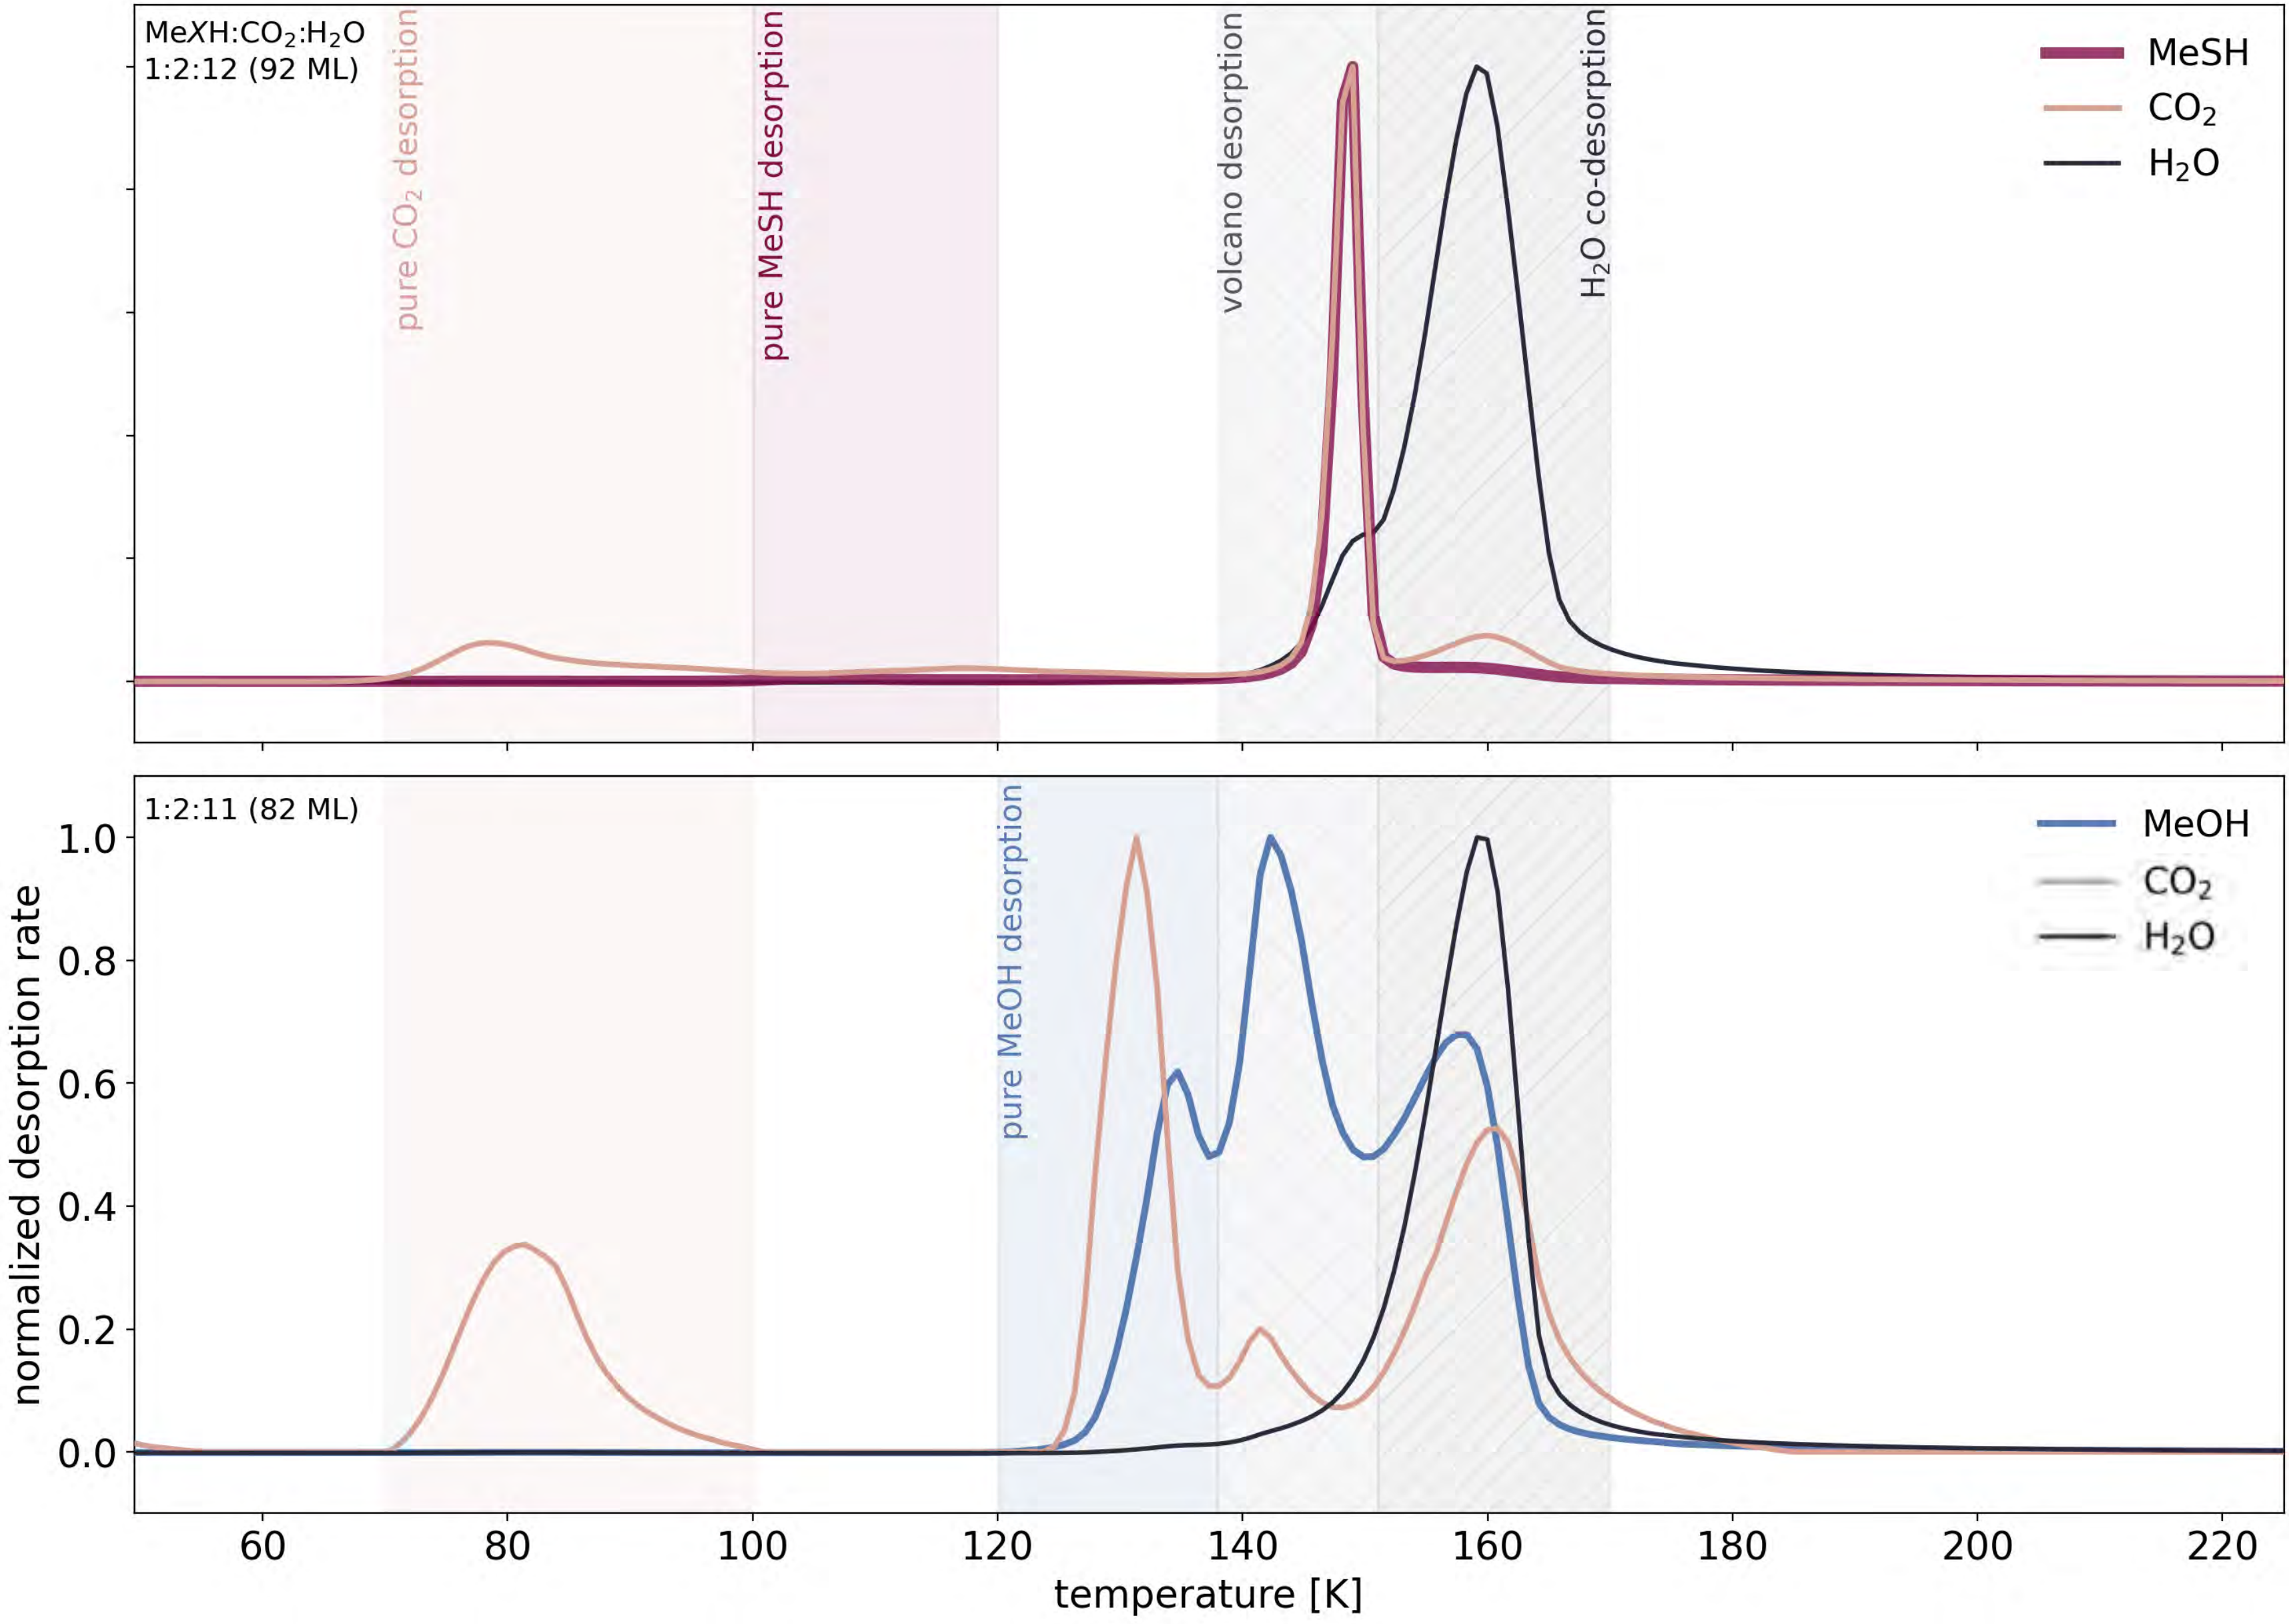 MeXH:CO₂:H₂O
1:2:12 (92 ML)
pure CO₂ desorption
pure MeSH desorption
volcano desorption
H₂O co-desorption
MeSH
CO₂
H₂O
1:2:11 (82 ML)
pure MeOH desorption
MeOH
CO₂
H₂O
normalized desorption rate
1.0
0.8
0.6
0.4
0.2
0.0
60 80 100 120 140 160 180 200 220
temperature [K]